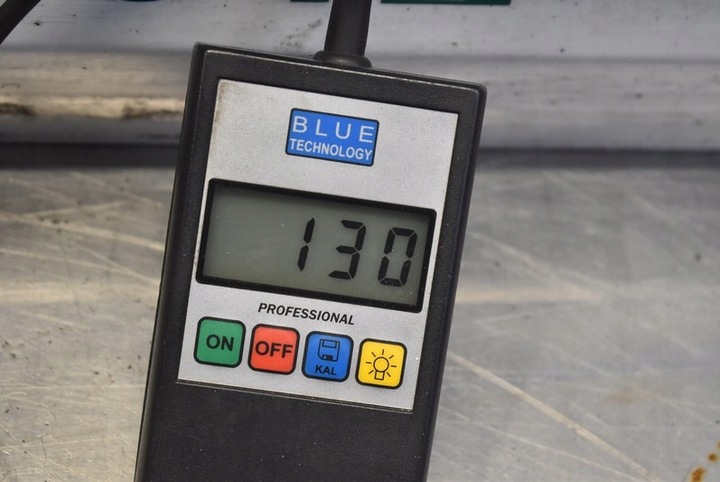 BLUE
TECHNOLOGY
130
PROFESSIONAL
ON
OFF
KAL